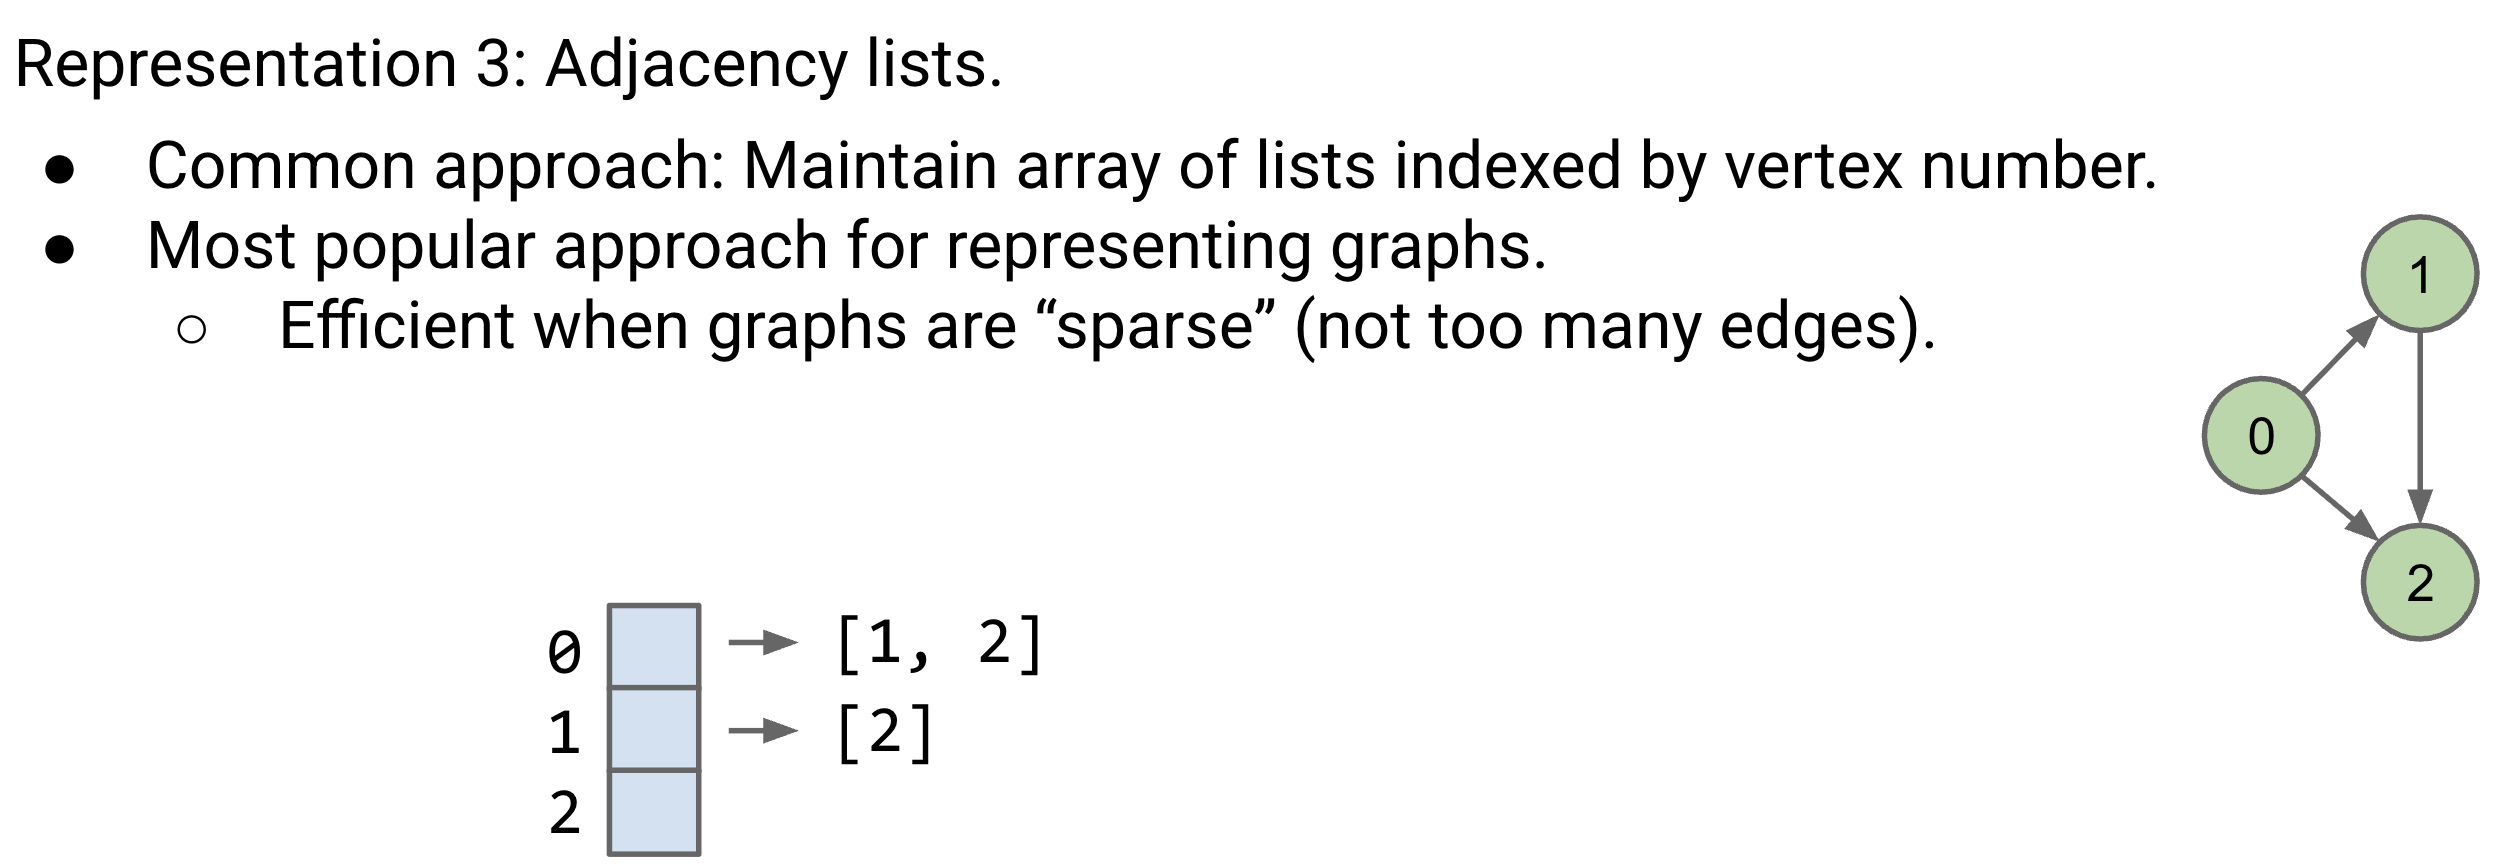 Representation 3: Adjacency lists.
● Common approach: Maintain array of lists indexed by vertex number.
● Most popular approach for representing graphs.
○ Efficient when graphs are “sparse” (not too many edges).
1
0
2
0 [1, 2]
1 [2]
2